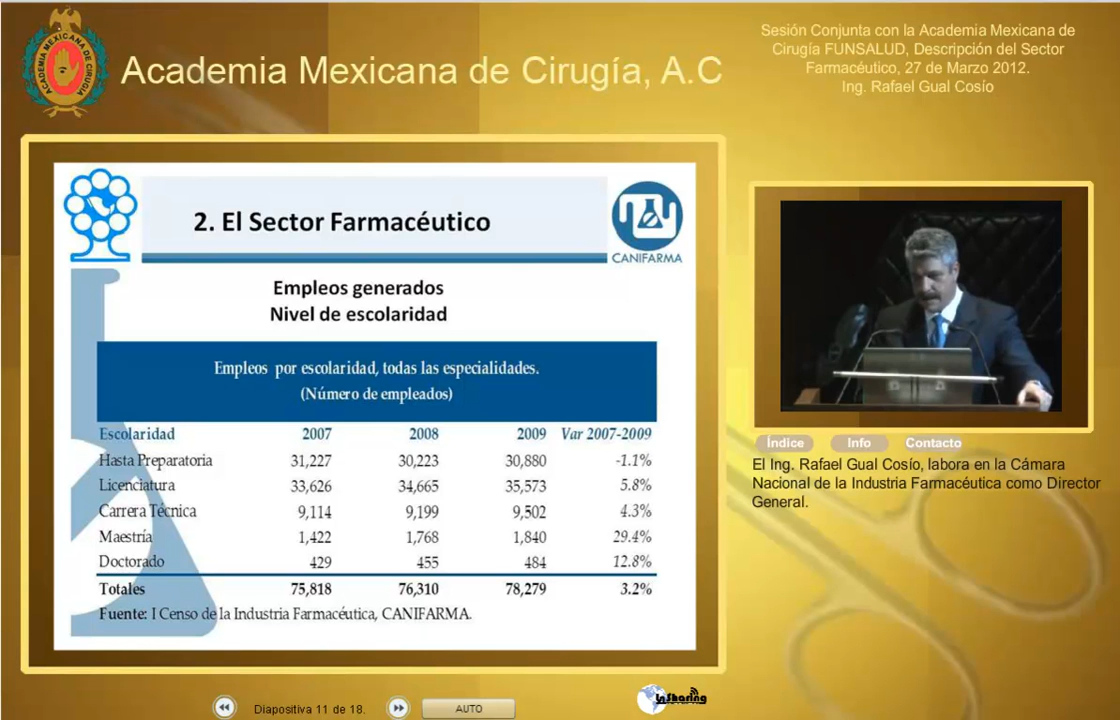 ACADEMIA MEXICANA DE CIRUGIA
Academia Mexicana de Cirugía, A.C
Sesión Conjunta con la Academia Mexicana de
Cirugía FUNSALUD, Descripción del Sector
Farmacéutico, 27 de Marzo 2012.
Ing. Rafael Gual Cosío
2. El Sector Farmacéutico
CANIFARMA
Empleos generados
Nivel de escolaridad
Empleos por escolaridad, todas las especialidades.
(Número de empleados)
Escolaridad 2007 2008 2009 Var 2007-2009
Hasta Preparatoria 31,227 30,223 30,880 -1.1%
Licenciatura 33,626 34,665 35,573 5.8%
Carrera Técnica 9,114 9,199 9,502 4.3%
Maestría 1,422 1,768 1,840 29.4%
Doctorado 429 455 484 12.8%
Totales 75,818 76,310 78,279 3.2%
Fuente: I Censo de la Industria Farmacéutica, CANIFARMA.
Índice Info Contacto
El Ing. Rafael Gual Cosío, labora en la Cámara
Nacional de la Industria Farmacéutica como Director
General.
Diapositiva 11 de 18.
AUTO
InSharing